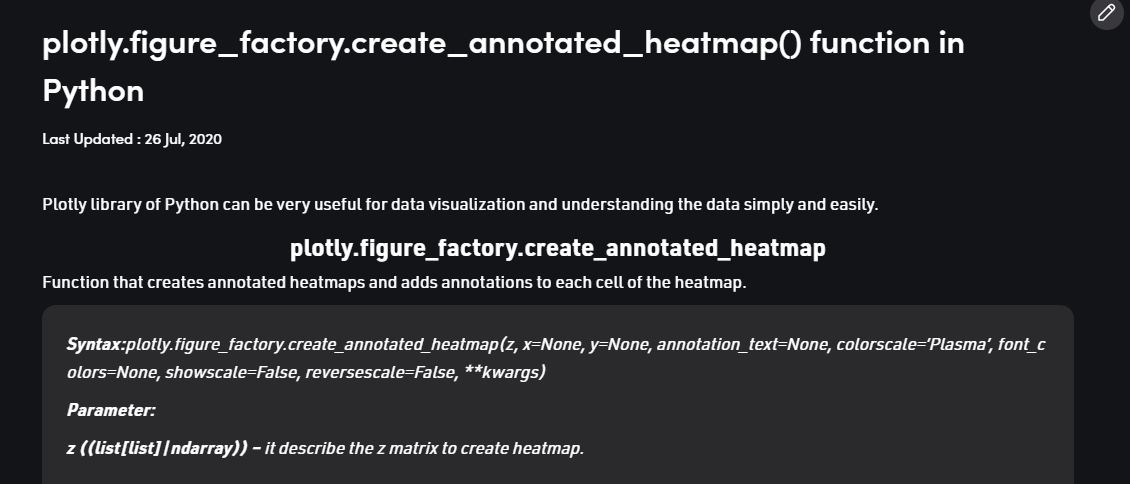 plotly.figure_factory.create_annotated_heatmap() function in
Python
Last Updated : 26 Jul, 2020
Plotly library of Python can be very useful for data visualization and understanding the data simply and easily.
plotly.figure_factory.create_annotated_heatmap
Function that creates annotated heatmaps and adds annotations to each cell of the heatmap.
Syntax:plotly.figure_factory.create_annotated_heatmap(z, x=None, y=None, annotation_text=None, colorscale=’Plasma’, font_c
olors=None, showscale=False, reversescale=False, **kwargs)
Parameter:
z ((list[list]|ndarray)) – it describe the z matrix to create heatmap.